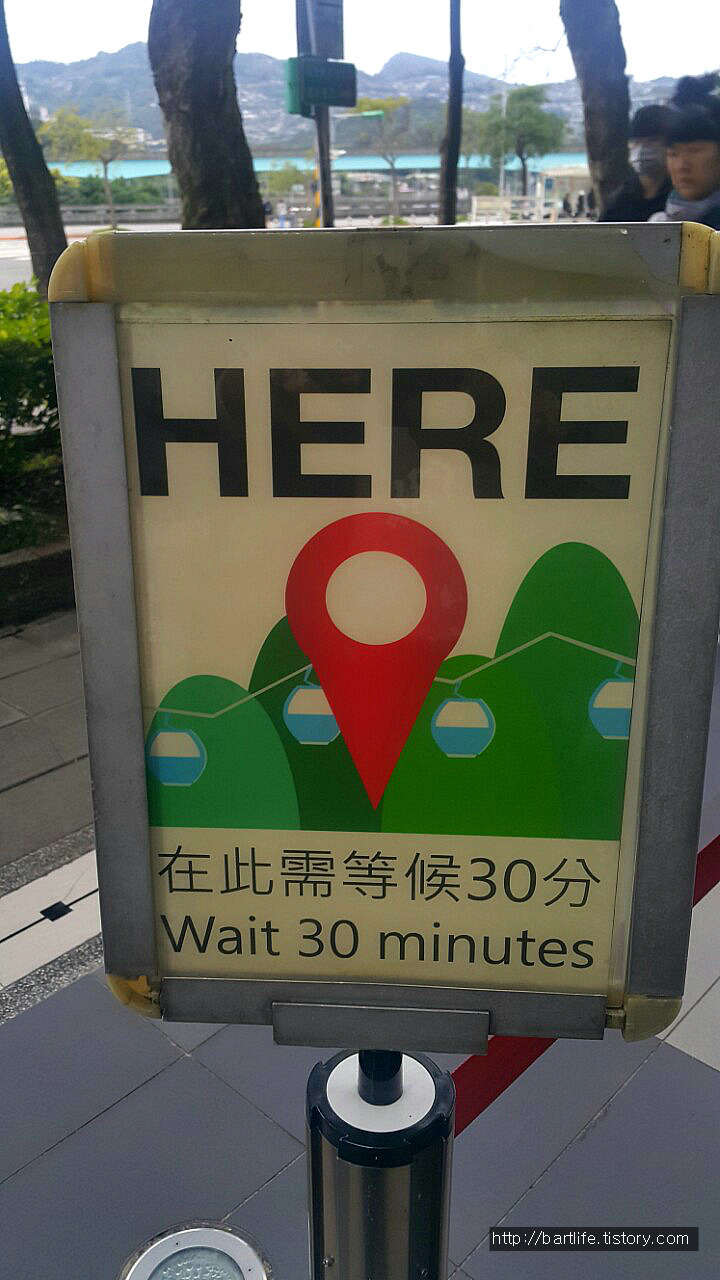 HERE
在此需等候30分
Wait 30 minutes
http://bartlife.tistory.com